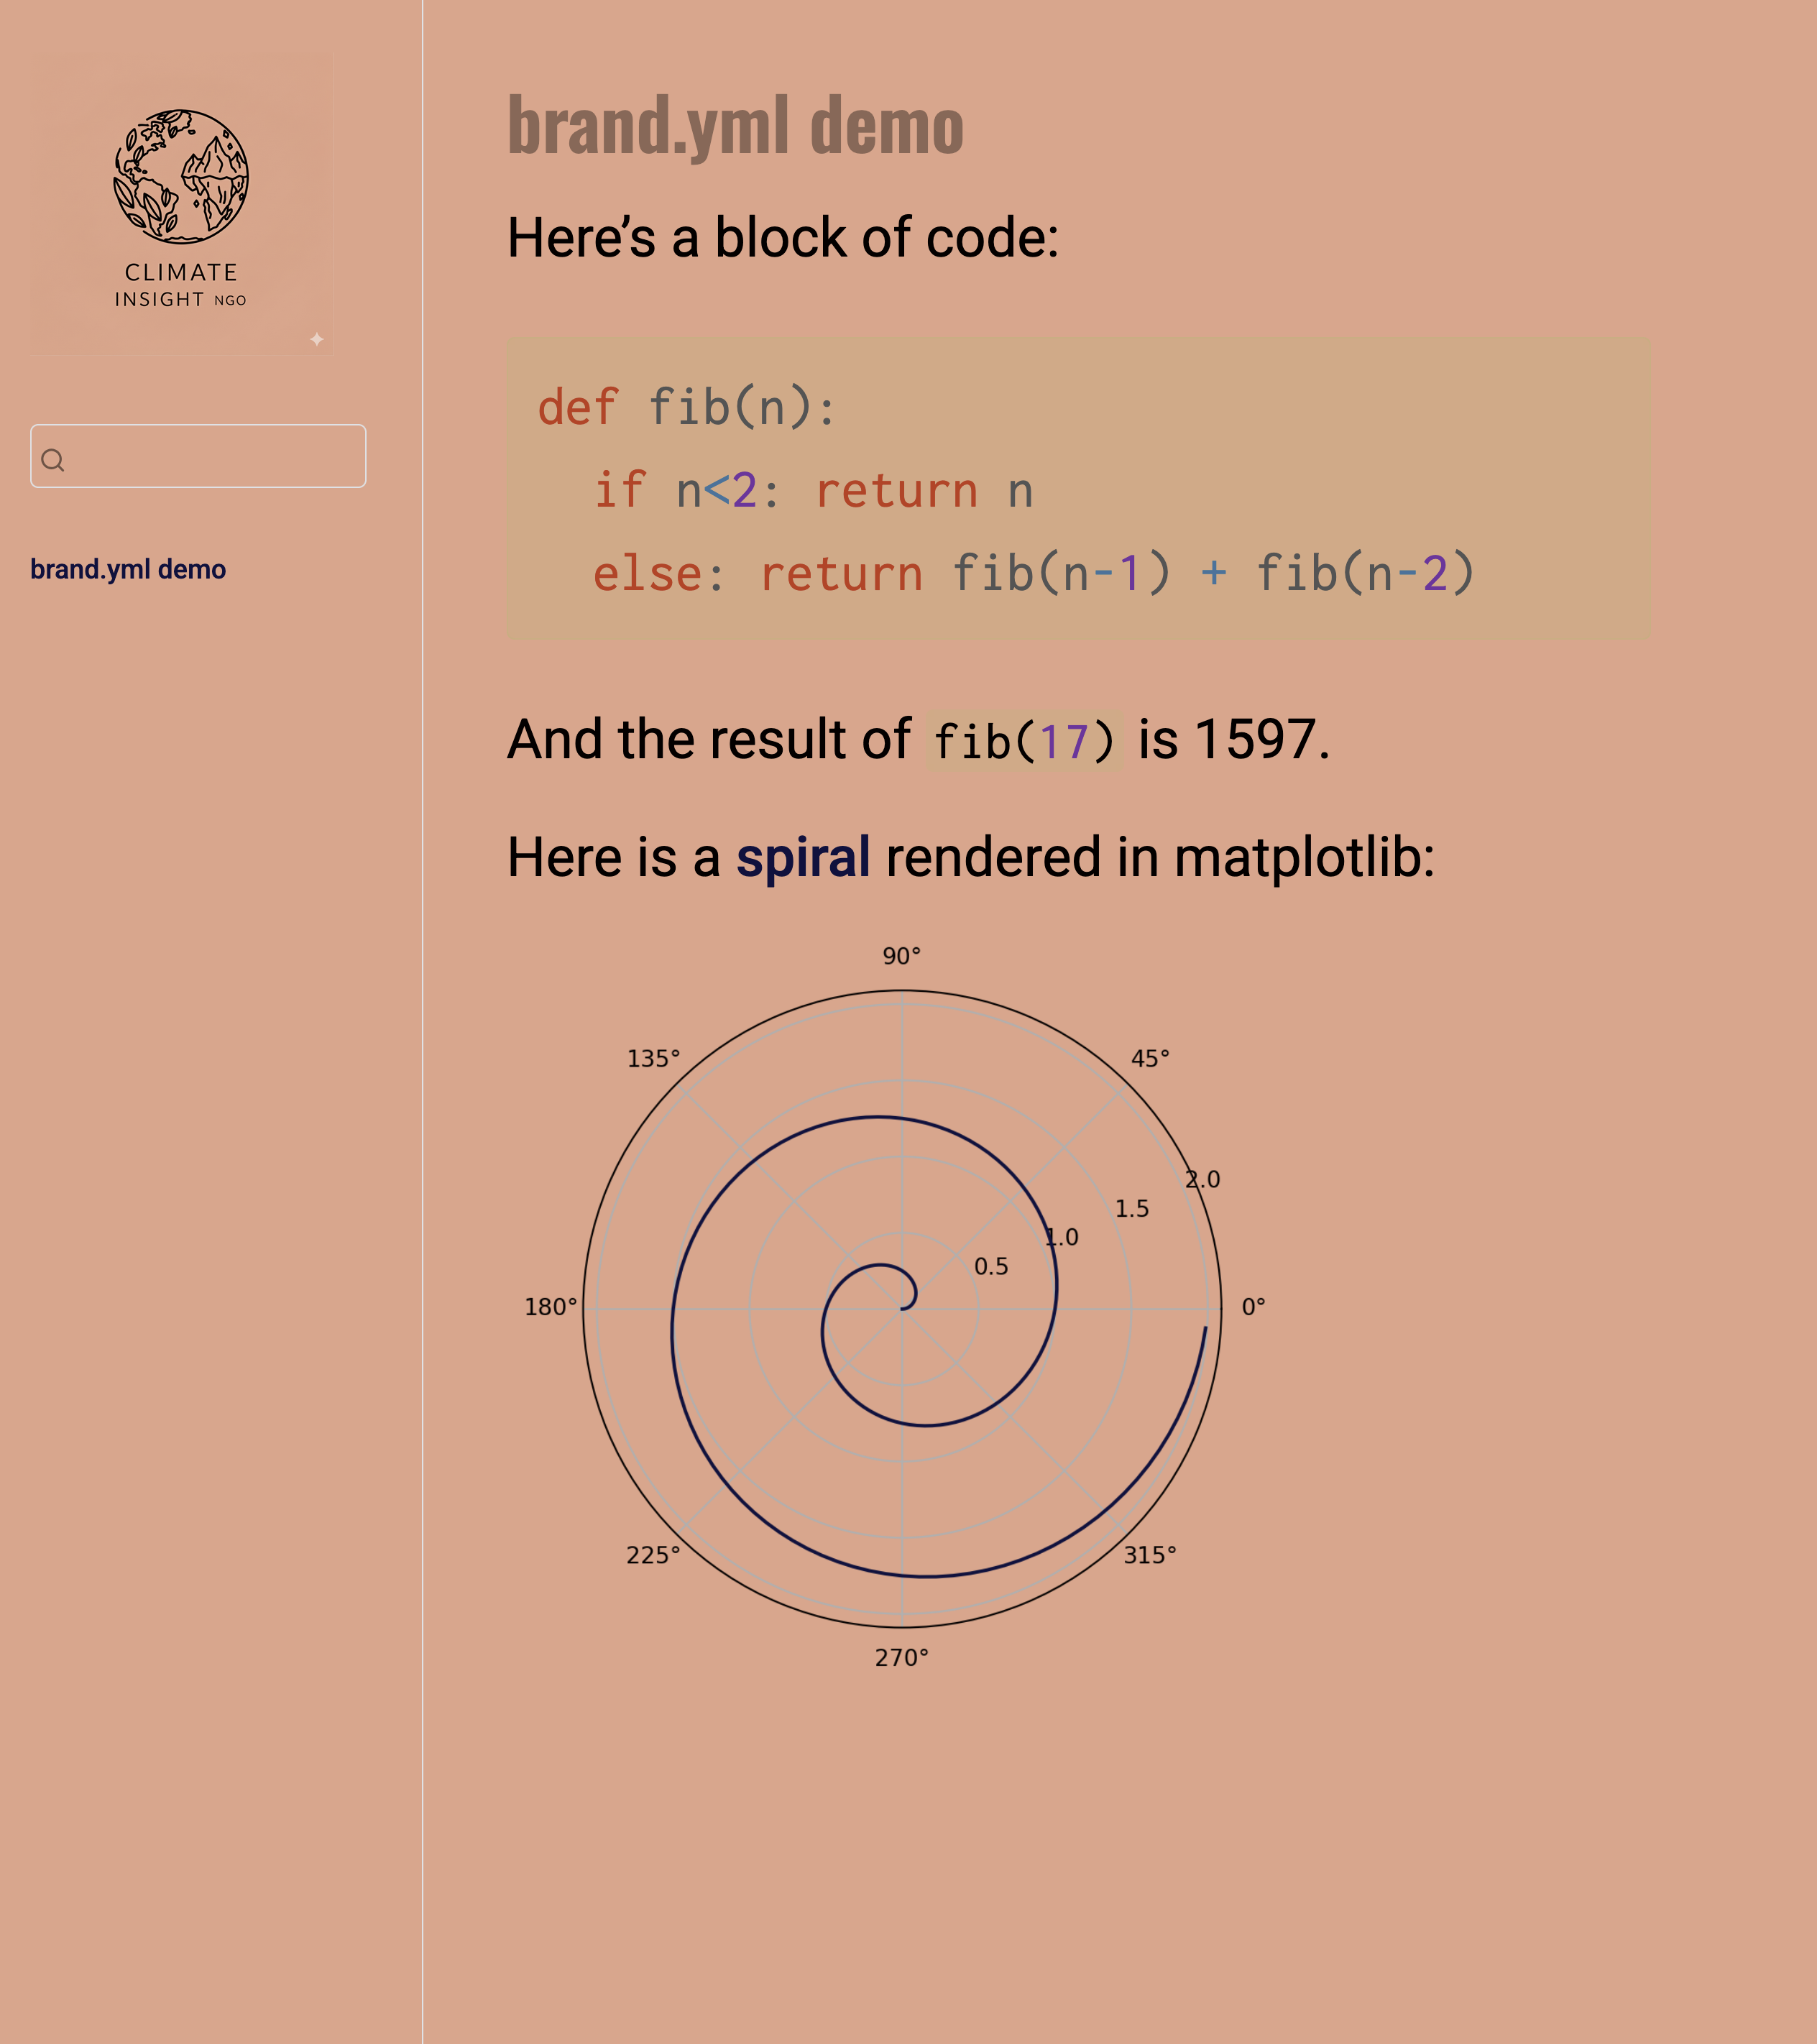 CLIMATE
INSIGHT NGO
brand.yml demo
brand.yml demo
Here’s a block of code:
def fib(n):
  if n<2: return n
  else: return fib(n-1) + fib(n-2)
And the result of fib(17) is 1597.
Here is a spiral rendered in matplotlib:
90°
135°
45°
2.0
1.5
1.0
0.5
180°
0°
225°
315°
270°